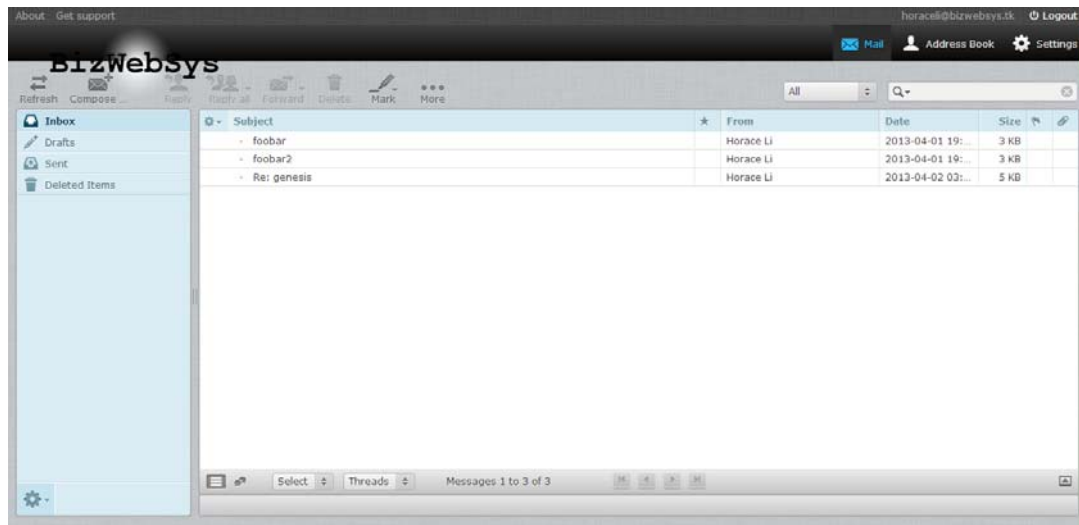 About Get support horaceli@bizwebsys.tk Logout
BizWebSys
Mail Address Book Settings
Refresh Compose ... Reply Reply all Forward Delete Mark More All
Inbox
Drafts
Sent
Deleted Items
Subject From Date Size
foobar Horace Li 2013-04-01 19:... 3 KB
foobar2 Horace Li 2013-04-01 19:... 3 KB
Re: genesis Horace Li 2013-04-02 03:... 5 KB
Select Threads Messages 1 to 3 of 3